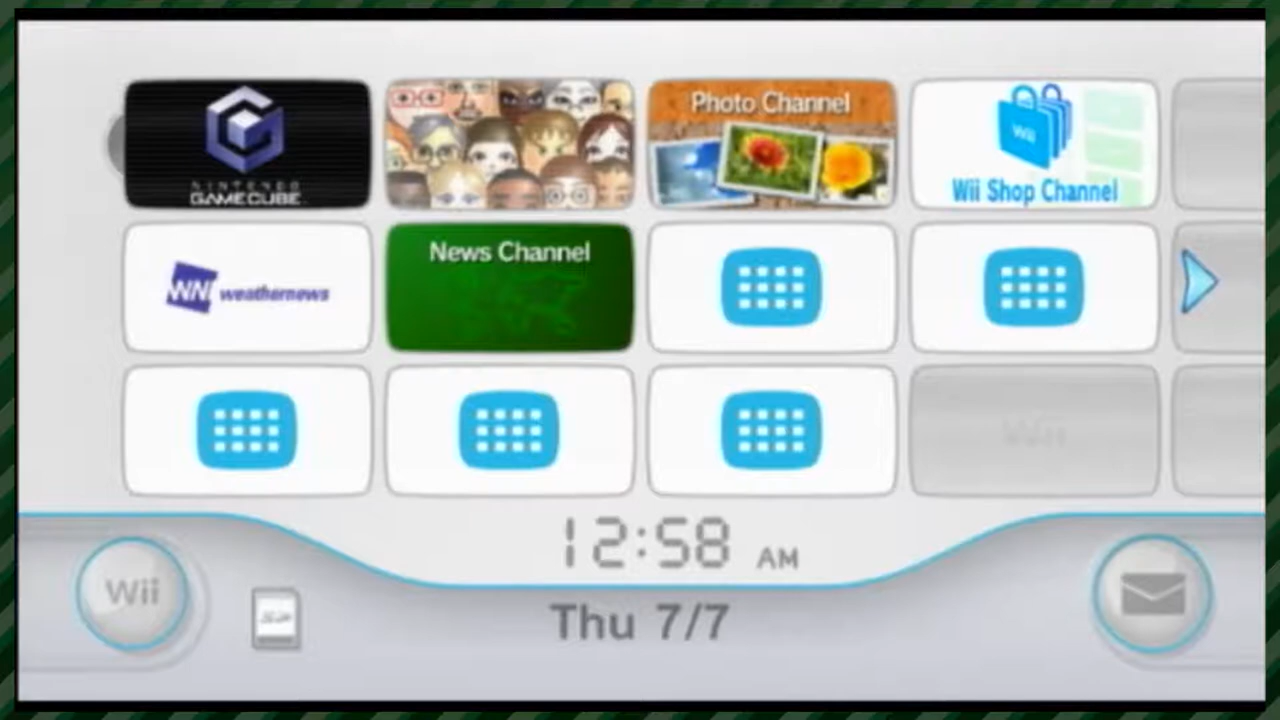 NINTENDO
GAMECUBE
Photo Channel
Wii
Wii Shop Channel
WNI weathernews
News Channel
Wii
12:58 AM
Wii
Thu 7/7